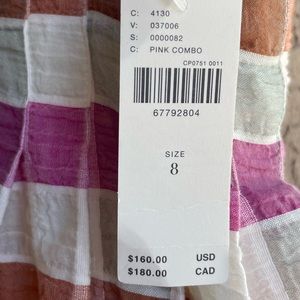 C: 4130
V: 037006
S: 0000082
C: PINK COMBO
CP0751 0011
67792804
SIZE
8
$160.00 USD
$180.00 CAD